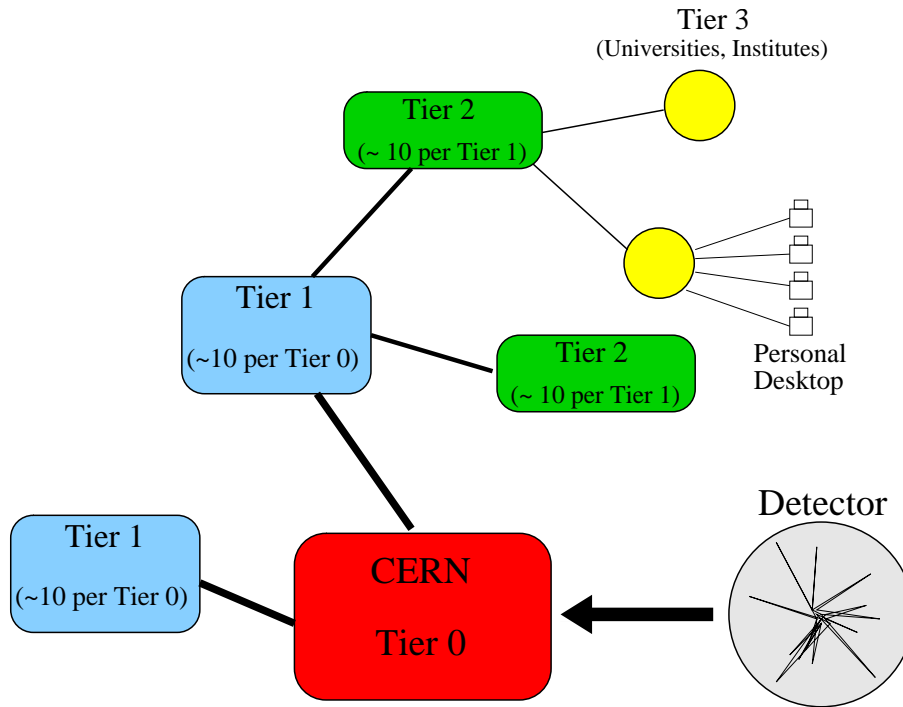 Tier 3
(Universities, Institutes)
Tier 2
(~ 10 per Tier 1)
Tier 1
(~10 per Tier 0)
Tier 2
(~ 10 per Tier 1)
Personal
Desktop
Detector
Tier 1
(~10 per Tier 0)
CERN
Tier 0